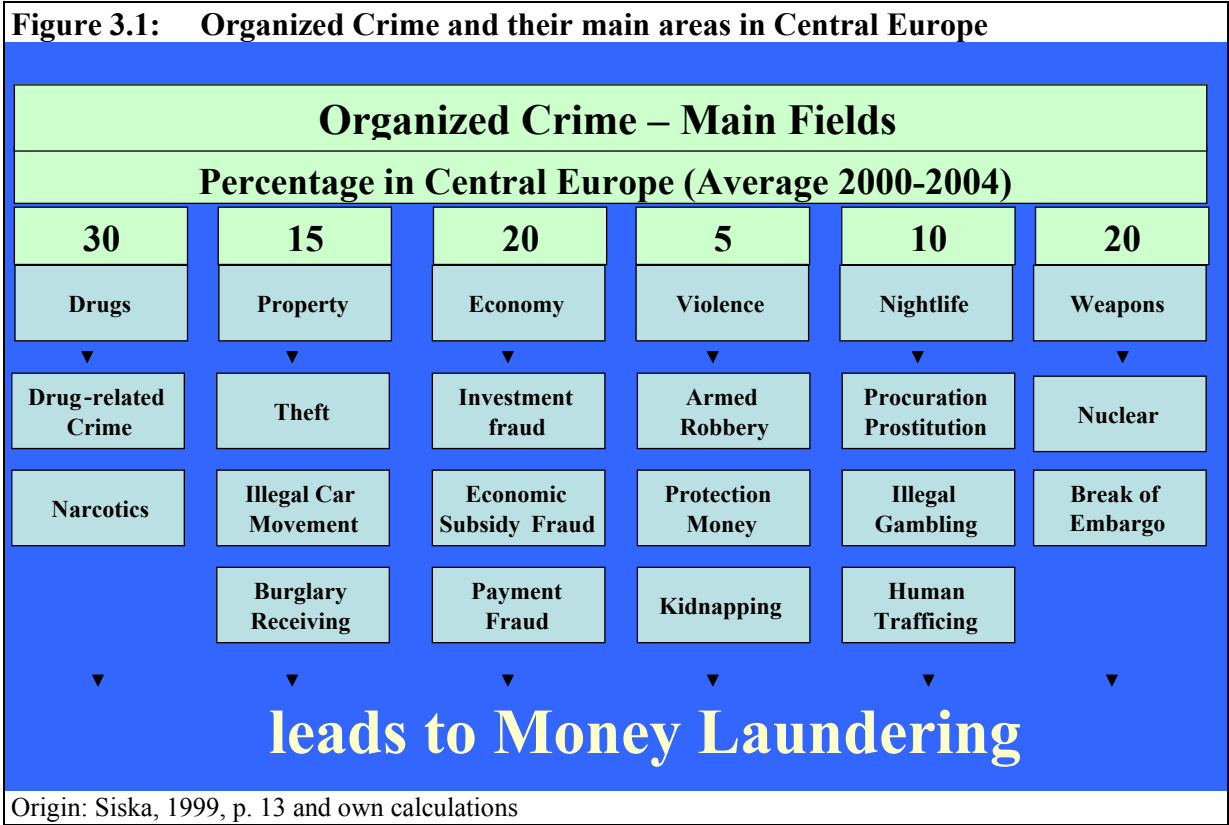 Figure 3.1: Organized Crime and their main areas in Central Europe
Organized Crime – Main Fields
Percentage in Central Europe (Average 2000-2004)
30 15 20 5 10 20
Drugs Property Economy Violence Nightlife Weapons
Drug-related
Crime
Theft
Investment
fraud
Armed
Robbery
Procuration
Prostitution
Nuclear
Narcotics
Illegal Car
Movement
Economic
Subsidy Fraud
Protection
Money
Illegal
Gambling
Break of
Embargo
Burglary
Receiving
Payment
Fraud
Kidnapping
Human
Trafficing
leads to Money Laundering
Origin: Siska, 1999, p. 13 and own calculations